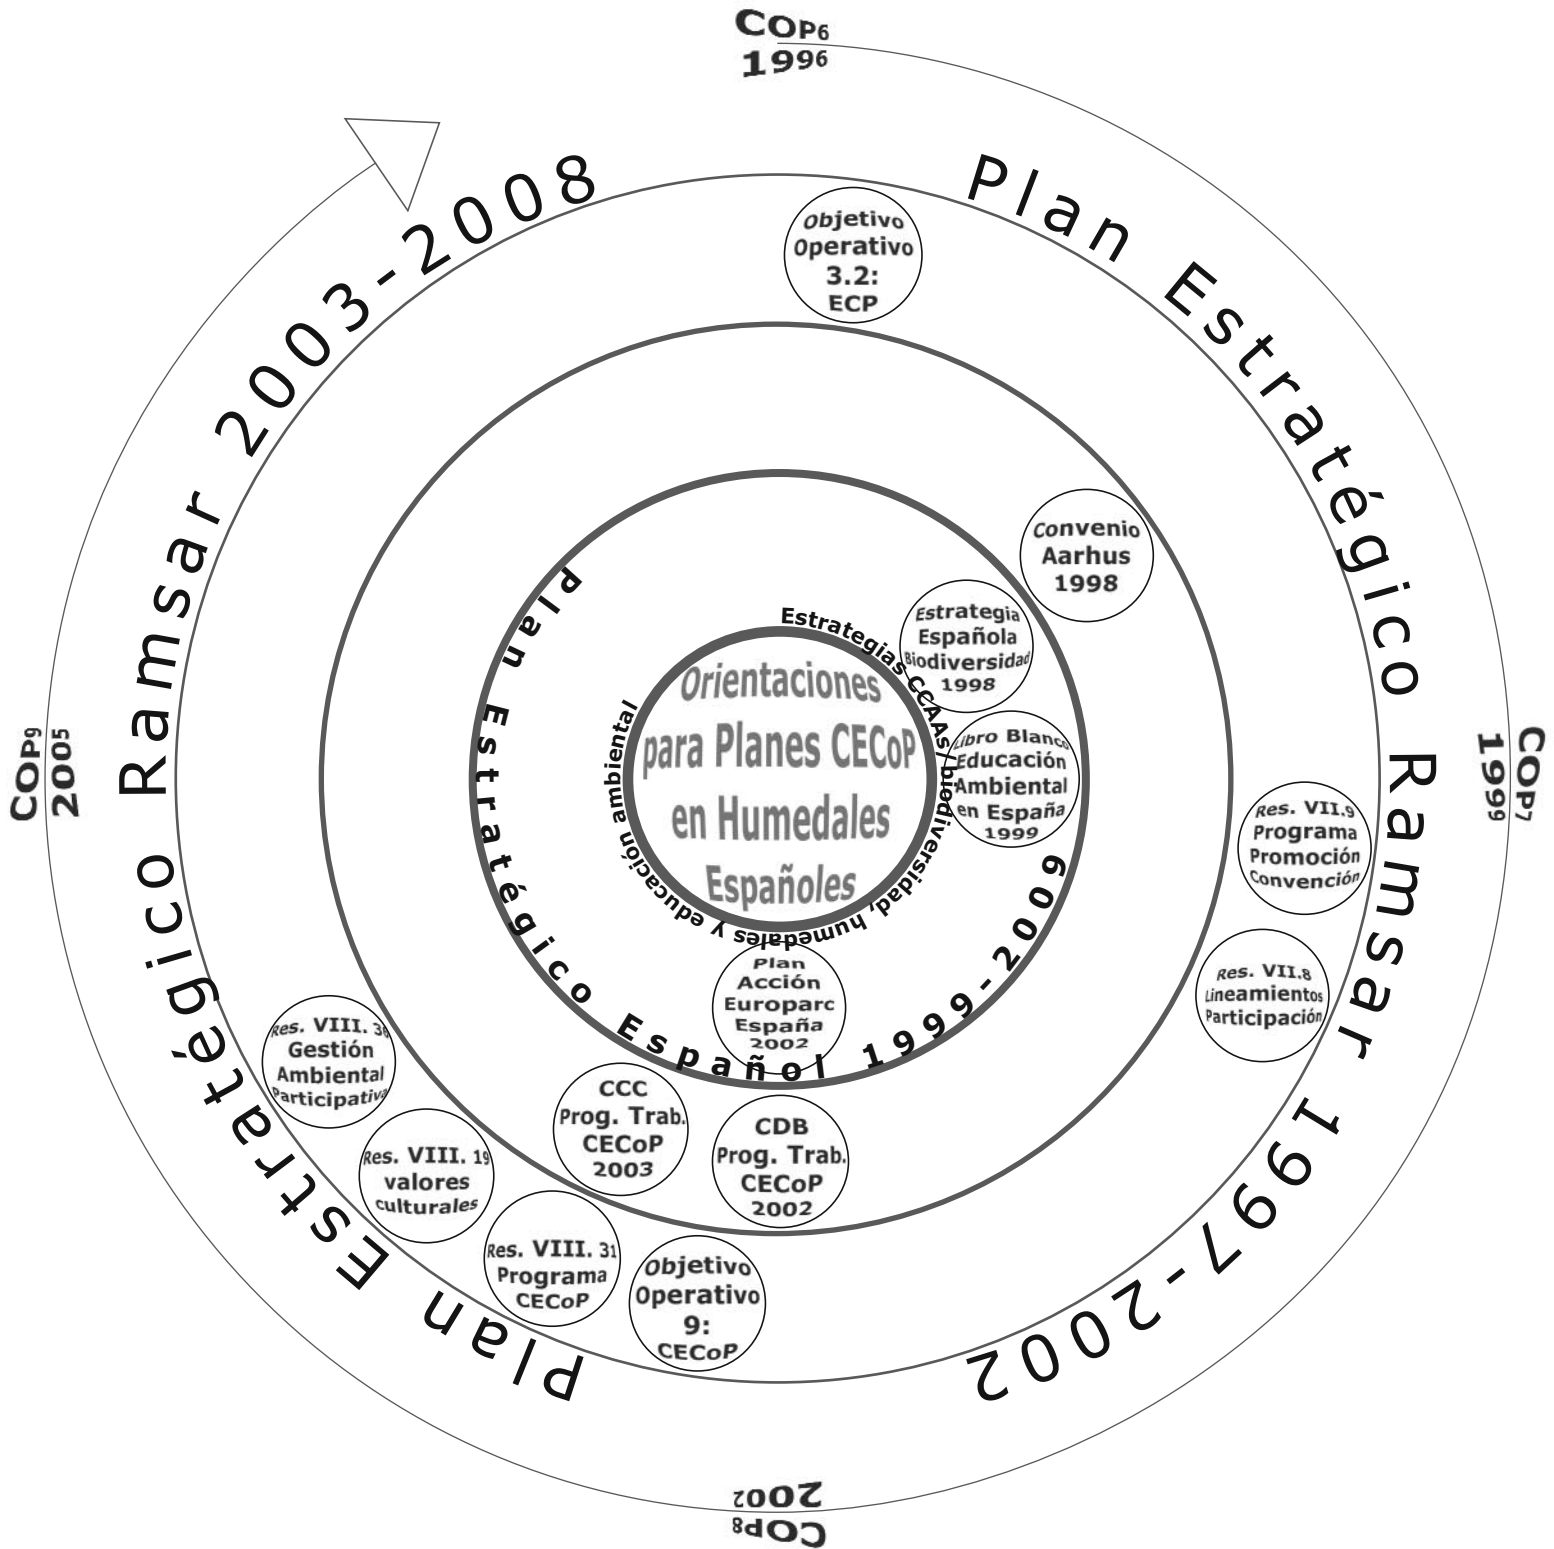 COP6
1996
Plan Estratégico Ramsar 1997-2002
COP7
1999
COP8
2002
Plan Estratégico Ramsar 2003-2008
COP9
2005
Objetivo
Operativo
3.2:
ECP
Res. VII.9
Programa
Promoción
Convención
Res. VII.8
Lineamientos
Participación
Objetivo
Operativo
9:
CECoP
Res. VIII. 31
Programa
CECoP
Res. VIII. 19
valores
culturales
Res. VIII. 36
Gestión
Ambiental
Participativa
Convenio
Aarhus
1998
CDB
Prog. Trab.
CECoP
2002
CCC
Prog. Trab.
CECoP
2003
Plan Estratégico Español 1999-2009
Estrategia
Española
Biodiversidad
1998
Libro Blanco
Educación
Ambiental
en España
1999
Plan
Acción
Europarc
España
2002
Estrategias CCAAs / biodiversidad, humedales y educación ambiental
Orientaciones
para Planes CECoP
en Humedales
Españoles